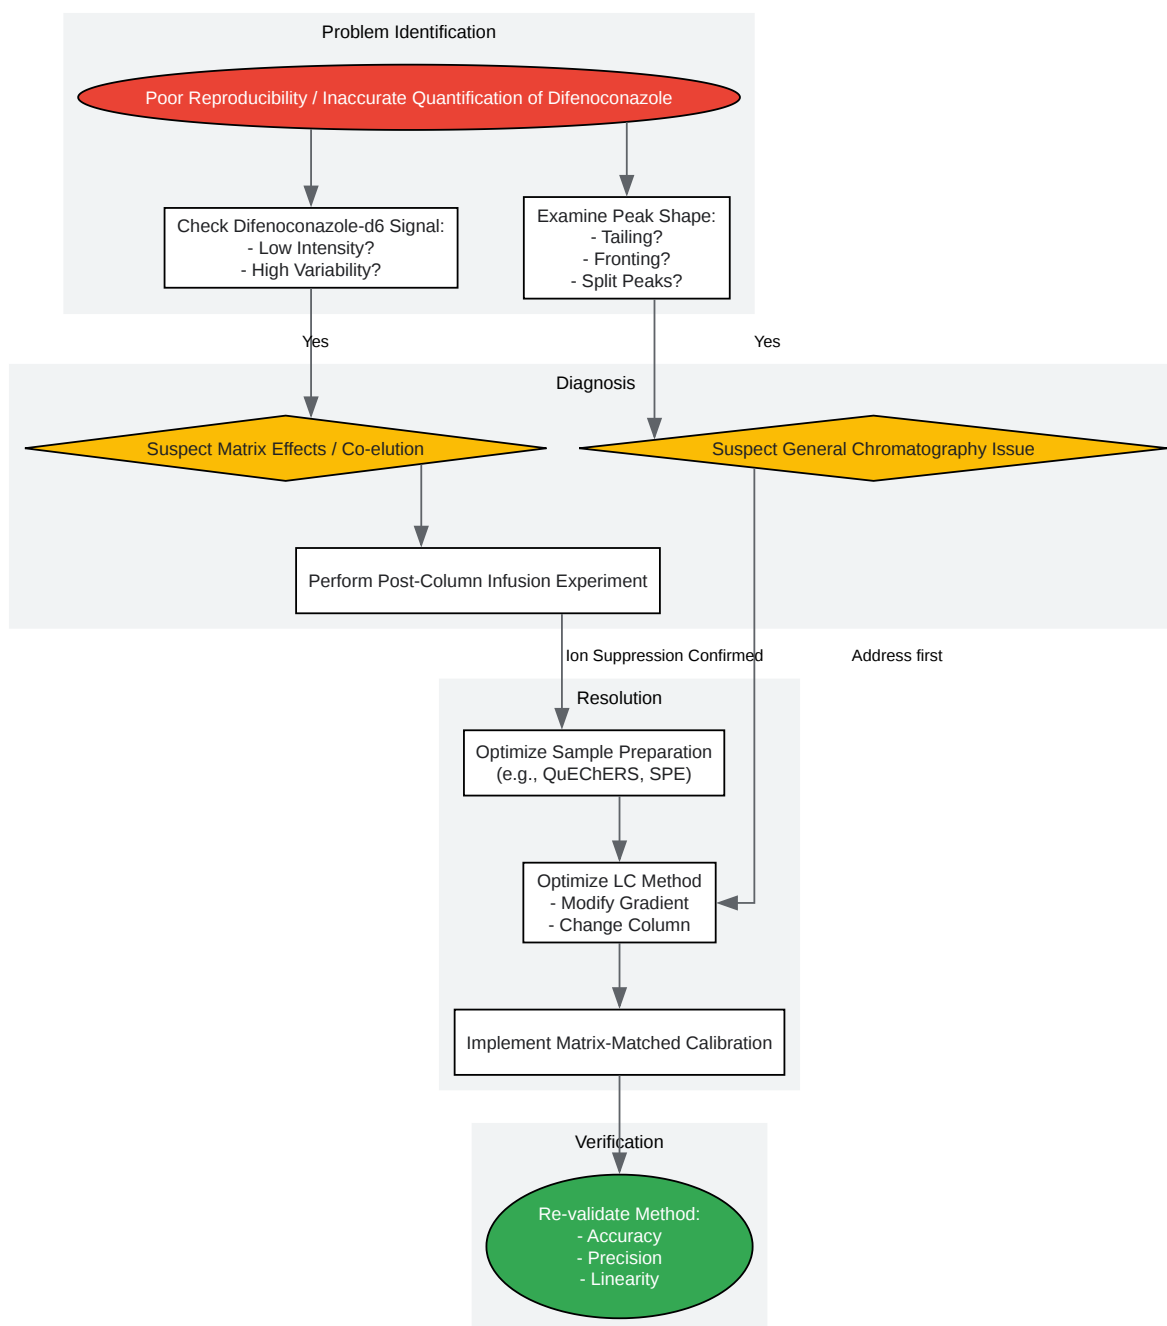 Problem Identification
Poor Reproducibility / Inaccurate Quantification of Difenoconazole
Check Difenoconazole-d6 Signal:
- Low Intensity?
- High Variability?
Examine Peak Shape:
- Tailing?
- Fronting?
- Split Peaks?
Yes
Yes
Diagnosis
Suspect Matrix Effects / Co-elution
Suspect General Chromatography Issue
Perform Post-Column Infusion Experiment
Ion Suppression Confirmed
Address first
Resolution
Optimize Sample Preparation
(e.g., QuEChERS, SPE)
Optimize LC Method
- Modify Gradient
- Change Column
Implement Matrix-Matched Calibration
Verification
Re-validate Method:
- Accuracy
- Precision
- Linearity